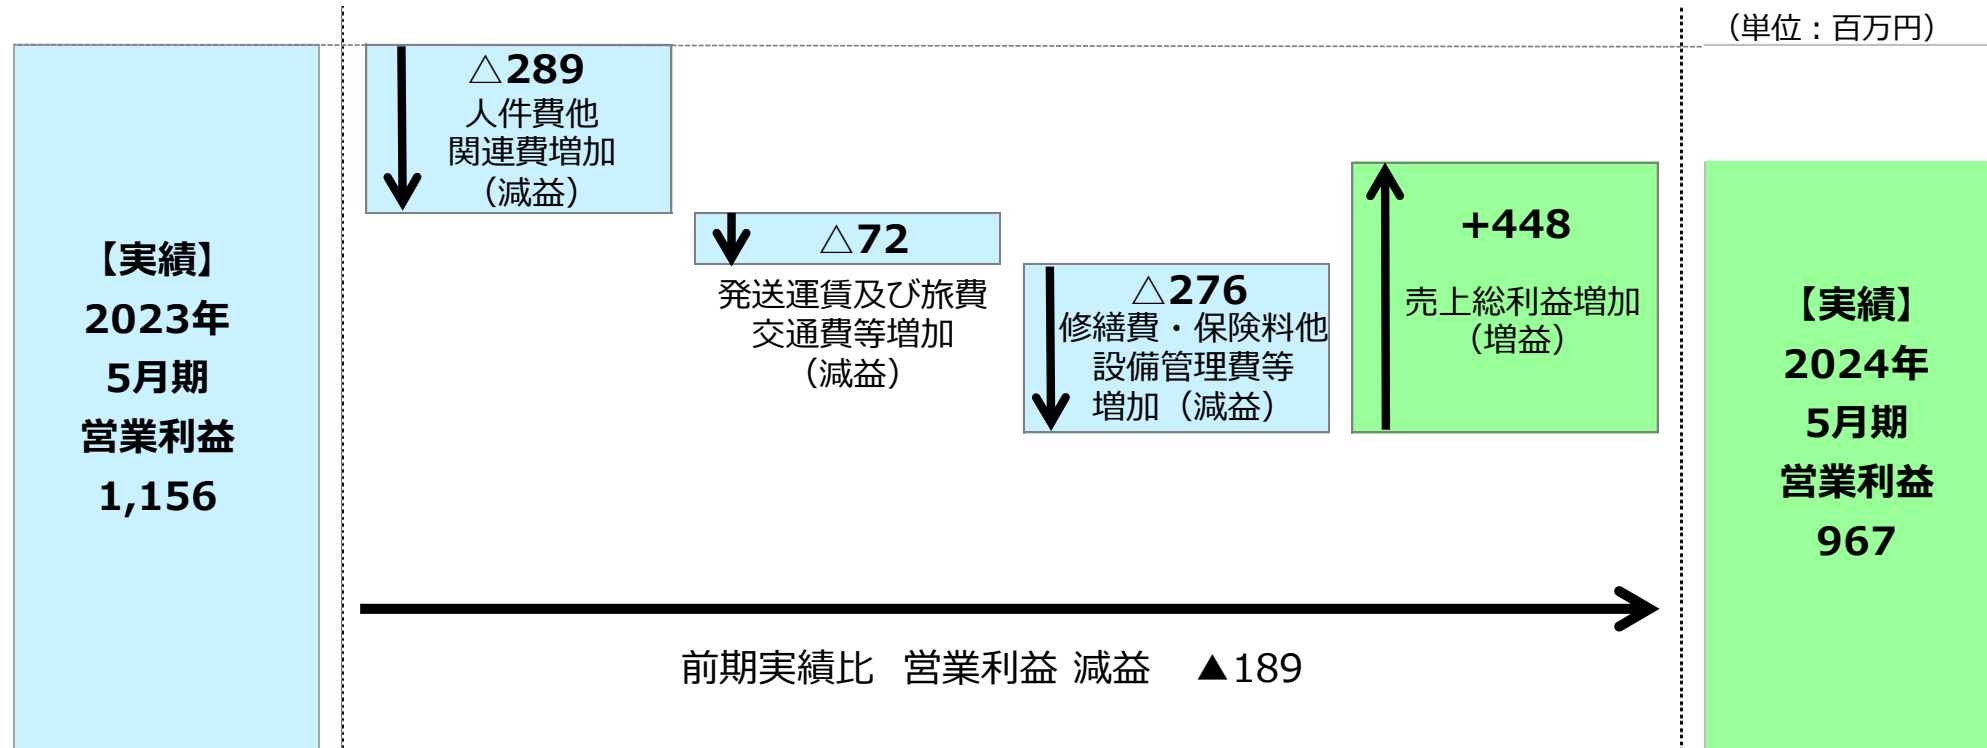 （単位：百万円）
【実績】
2023年
5月期
営業利益
1,156
△289
人件費他
関連費増加
（減益）
△72
発送運賃及び旅費
交通費等増加
（減益）
△276
修繕費・保険料他
設備管理費等
増加（減益）
+448
売上総利益増加
（増益）
【実績】
2024年
5月期
営業利益
967
前期実績比 営業利益 減益 ▲189